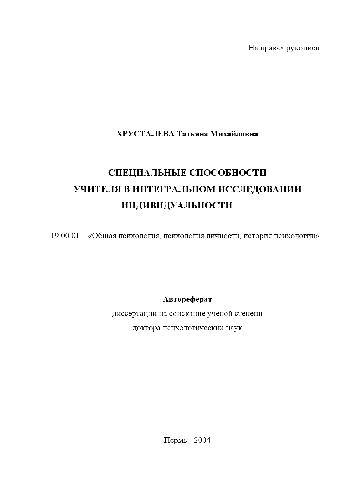 На правах рукописи
ХРУСТАЛЕВА Татьяна Михайловна
СПЕЦИАЛЬНЫЕ СПОСОБНОСТИ
УЧИТЕЛЯ В ИНТЕГРАЛЬНОМ ИССЛЕДОВАНИИ
ИНДИВИДУАЛЬНОСТИ
19.00.01 – «Общая психология, психология личности, история психологии»
Автореферат
диссертации на соискание ученой степени
доктора психологических наук
Пермь - 2004